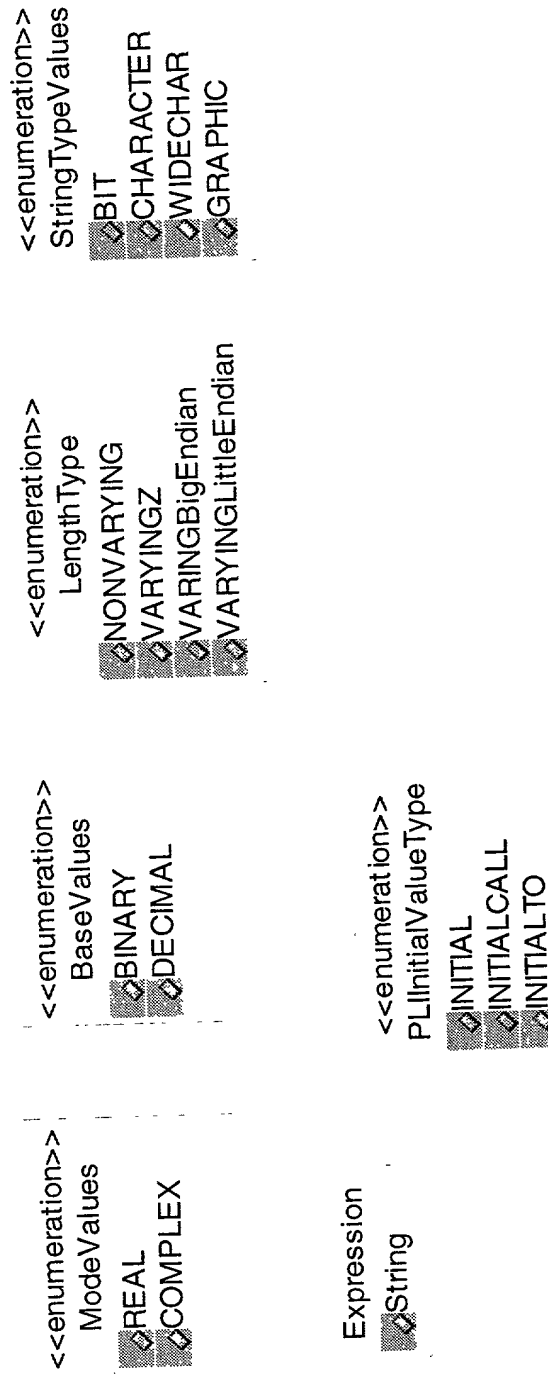 <<enumeration>>
ModeValues
REAL
COMPLEX
<<enumeration>>
BaseValues
BINARY
DECIMAL
<<enumeration>>
LengthType
NONVARYING
VARYINGZ
VARINGBigEndian
VARYINGLittleEndian
<<enumeration>>
StringTypeValues
BIT
CHARACTER
WIDECHAR
GRAPHIC
Expression
String
<<enumeration>>
PLIInitialValueType
INITIAL
INITIALCALL
INITIALTO